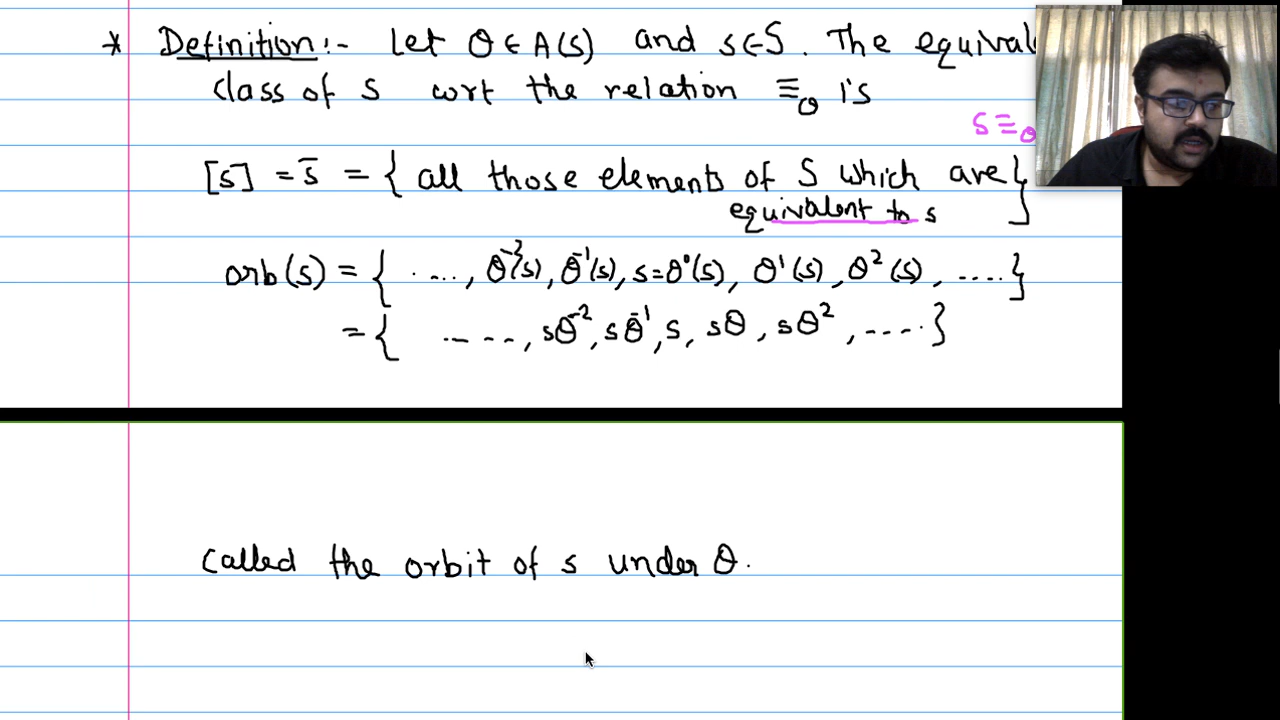 * Definition:- Let θ ∈ A(S) and s∈S. The equival
class of s wrt the relation ≡θ is
s≡θ
[s] = s̄ = { all those elements of S which are }
equivalent to s
orb(s) = { ...., θ⁻²(s), θ⁻¹(s), s=θ⁰(s), θ¹(s), θ²(s), .... }
= { ....., sθ⁻², sθ⁻¹, s, sθ, sθ², .... }
called the orbit of s under θ.